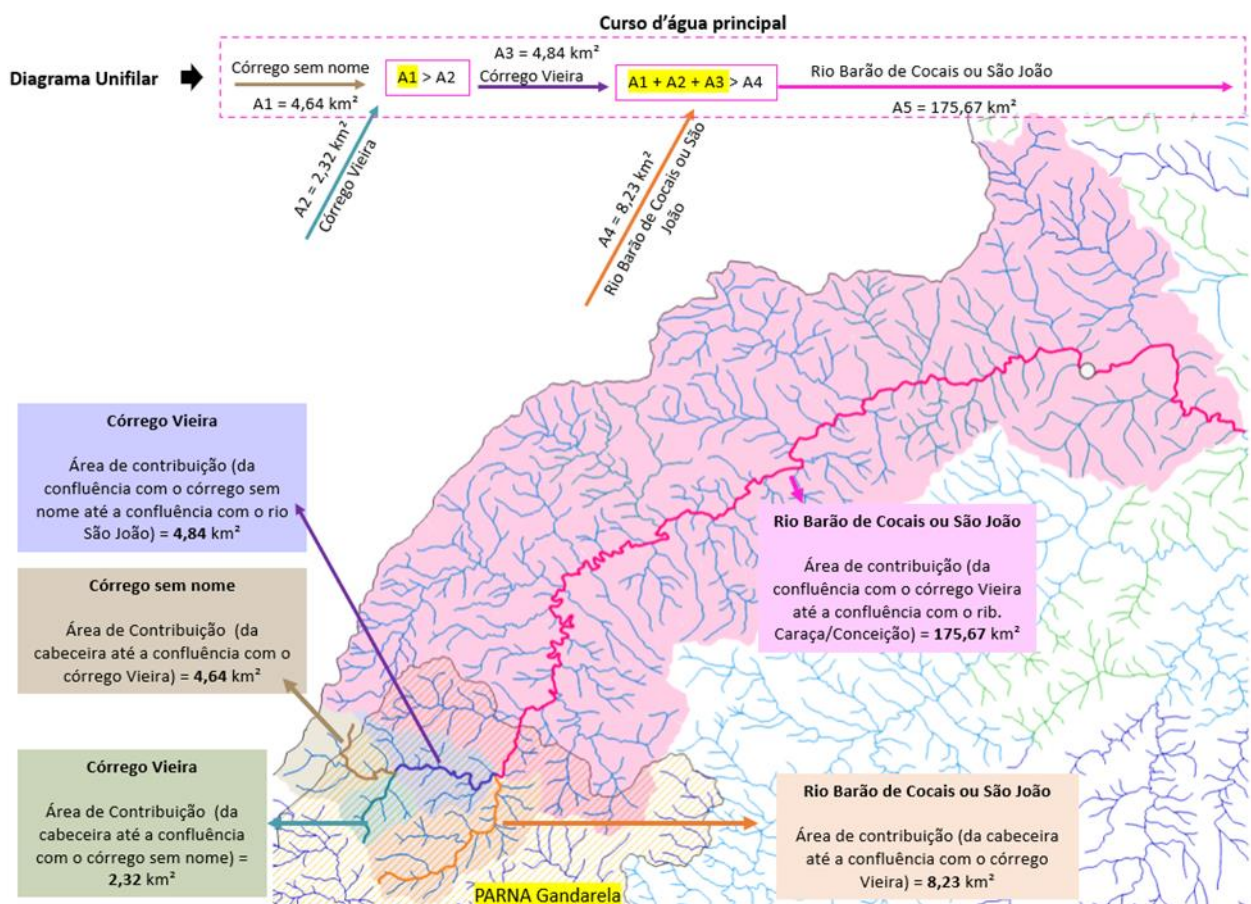 Curso d’água principal
Diagrama Unifilar
Córrego sem nome
A1 = 4,64 km²
A1 > A2
A3 = 4,84 km²
Córrego Vieira
A1 + A2 + A3 > A4
Rio Barão de Cocais ou São João
A5 = 175,67 km²
A2 = 2,32 km²
Córrego Vieira
A4 = 8,23 km²
Rio Barão de Cocais ou São
João
Córrego Vieira
Área de contribuição (da
confluência com o córrego sem
nome até a confluência com o rio
São João) = 4,84 km²
Córrego sem nome
Área de Contribuição (da
cabeceira até a confluência com o
córrego Vieira) = 4,64 km²
Córrego Vieira
Área de Contribuição (da
cabeceira até a confluência
com o córrego sem nome) =
2,32 km²
Rio Barão de Cocais ou São João
Área de contribuição (da
confluência com o córrego Vieira
até a confluência com o rib.
Caraça/Conceição) = 175,67 km²
Rio Barão de Cocais ou São João
Área de contribuição (da cabeceira
até a confluência com o córrego
Vieira) = 8,23 km²
PARNA Gandarela